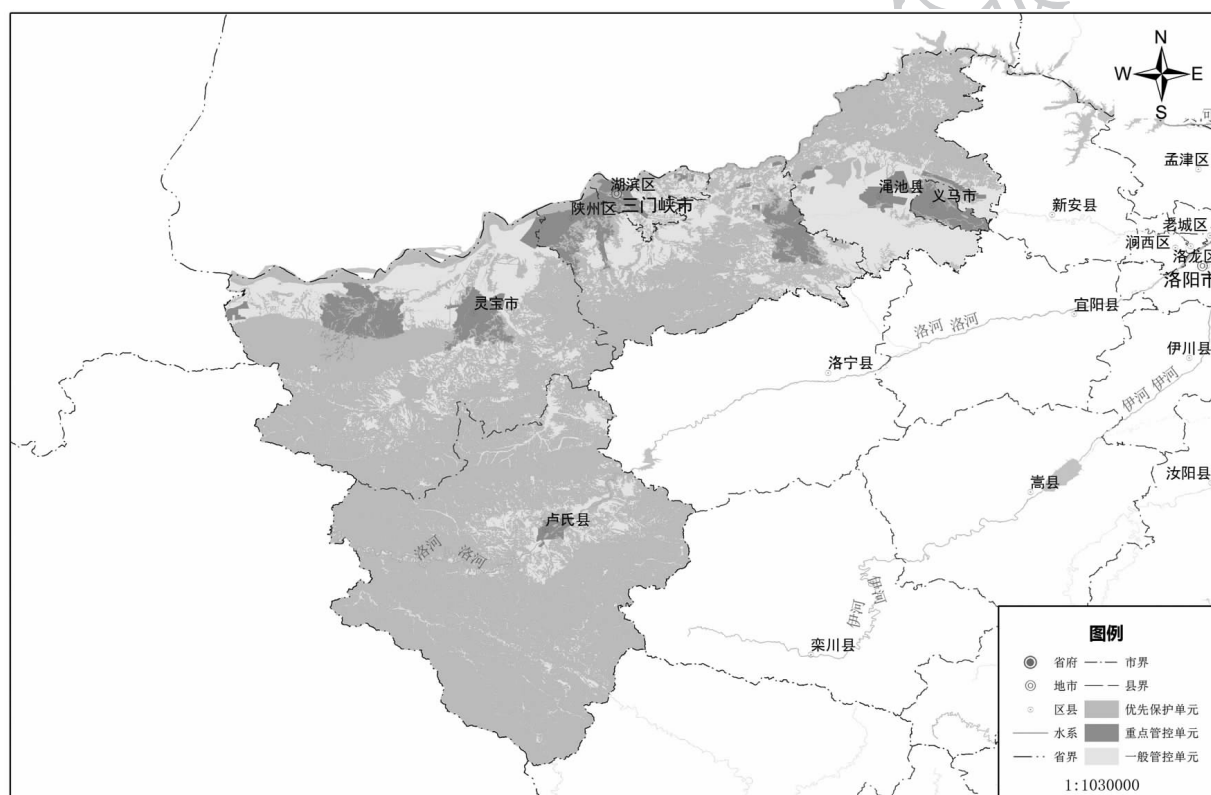 N
W E
S
孟津区
湖滨区
渑池县
义马市
陕州区
三门峡市
新安县
老城区
涧西区
洛龙区
洛阳市
灵宝市
宜阳县
洛河 洛河
伊川县
洛宁县
伊河 伊河
汝阳县
嵩县
卢氏县
洛河 洛河
伊河 伊河
栾川县
图例
省府 市界
地市 县界
区县 优先保护单元
水系 重点管控单元
省界 一般管控单元
1:1030000